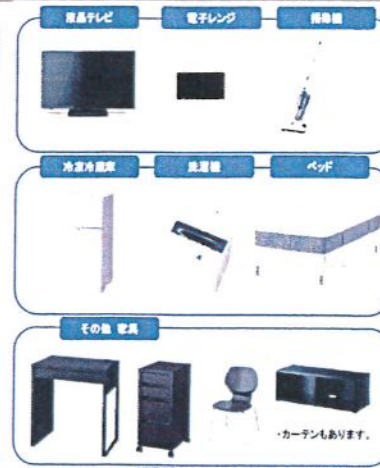 液晶テレビ
電子レンジ
掃除機
冷凍冷蔵庫
洗濯機
ベッド
その他 家具
・カーテンもあります。